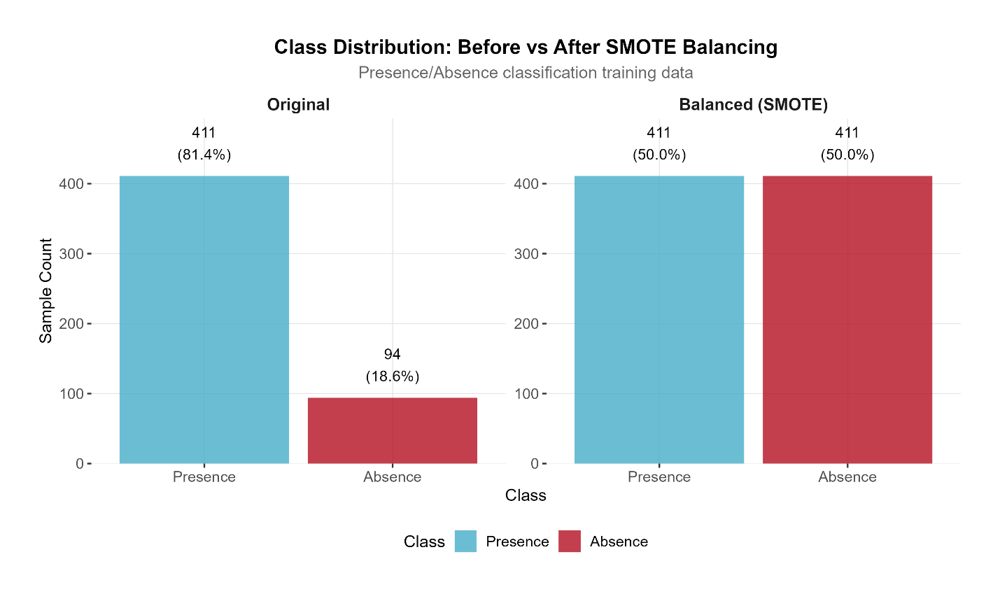 Class Distribution: Before vs After SMOTE Balancing
Presence/Absence classification training data
Original
411
(81.4%)
94
(18.6%)
Sample Count
400
300
200
100
0
Presence Absence
Balanced (SMOTE)
411 411
(50.0%) (50.0%)
400
300
200
100
0
Presence Absence
Class
Class Presence Absence